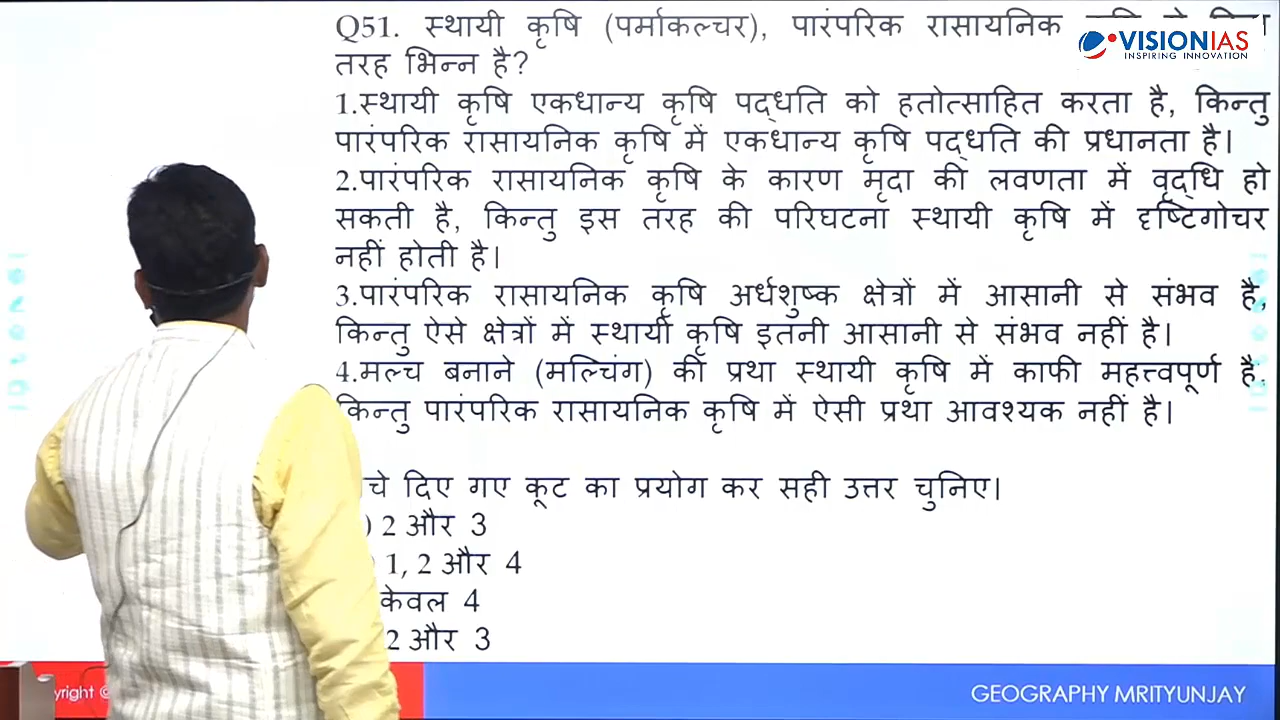 Q51. स्थायी कृषि (पर्माकल्चर), पारंपरिक रासायनिक
VISIONIAS
INSPIRING INNOVATION
तरह भिन्न है?
1.स्थायी कृषि एकधान्य कृषि पद्धति को हतोत्साहित करता है, किन्तु
पारंपरिक रासायनिक कृषि में एकधान्य कृषि पद्धति की प्रधानता है।
2.पारंपरिक रासायनिक कृषि के कारण मृदा की लवणता में वृद्धि हो
सकती है, किन्तु इस तरह की परिघटना स्थायी कृषि में दृष्टिगोचर
नहीं होती है।
3.पारंपरिक रासायनिक कृषि अर्धशुष्क क्षेत्रों में आसानी से संभव है,
किन्तु ऐसे क्षेत्रों में स्थायी कृषि इतनी आसानी से संभव नहीं है।
4.मल्च बनाने (मल्चिंग) की प्रथा स्थायी कृषि में काफी महत्त्वपूर्ण है.
किन्तु पारंपरिक रासायनिक कृषि में ऐसी प्रथा आवश्यक नहीं है।
दिए गए कूट का प्रयोग कर सही उत्तर चुनिए।
) 2 और 3
1, 2 और 4
केवल 4
2 और 3
GEOGRAPHY MRITYUNJAY